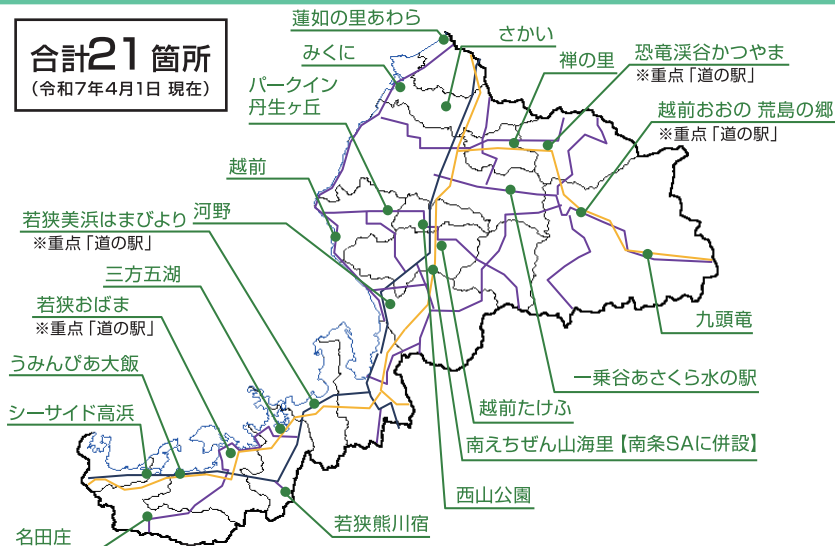 合計21箇所
（令和7年4月1日 現在）
蓮如の里あわら
さかい
みくに
禅の里
恐竜渓谷かつやま
※重点「道の駅」
パークイン
丹生ヶ丘
越前おおの 荒島の郷
※重点「道の駅」
越前
若狭美浜はまびより
※重点「道の駅」
河野
三方五湖
若狭おばま
※重点「道の駅」
九頭竜
うみんぴあ大飯
一乗谷あさくら水の駅
シーサイド高浜
越前たけふ
南えちぜん山海里【南条SAに併設】
西山公園
若狭熊川宿
名田庄